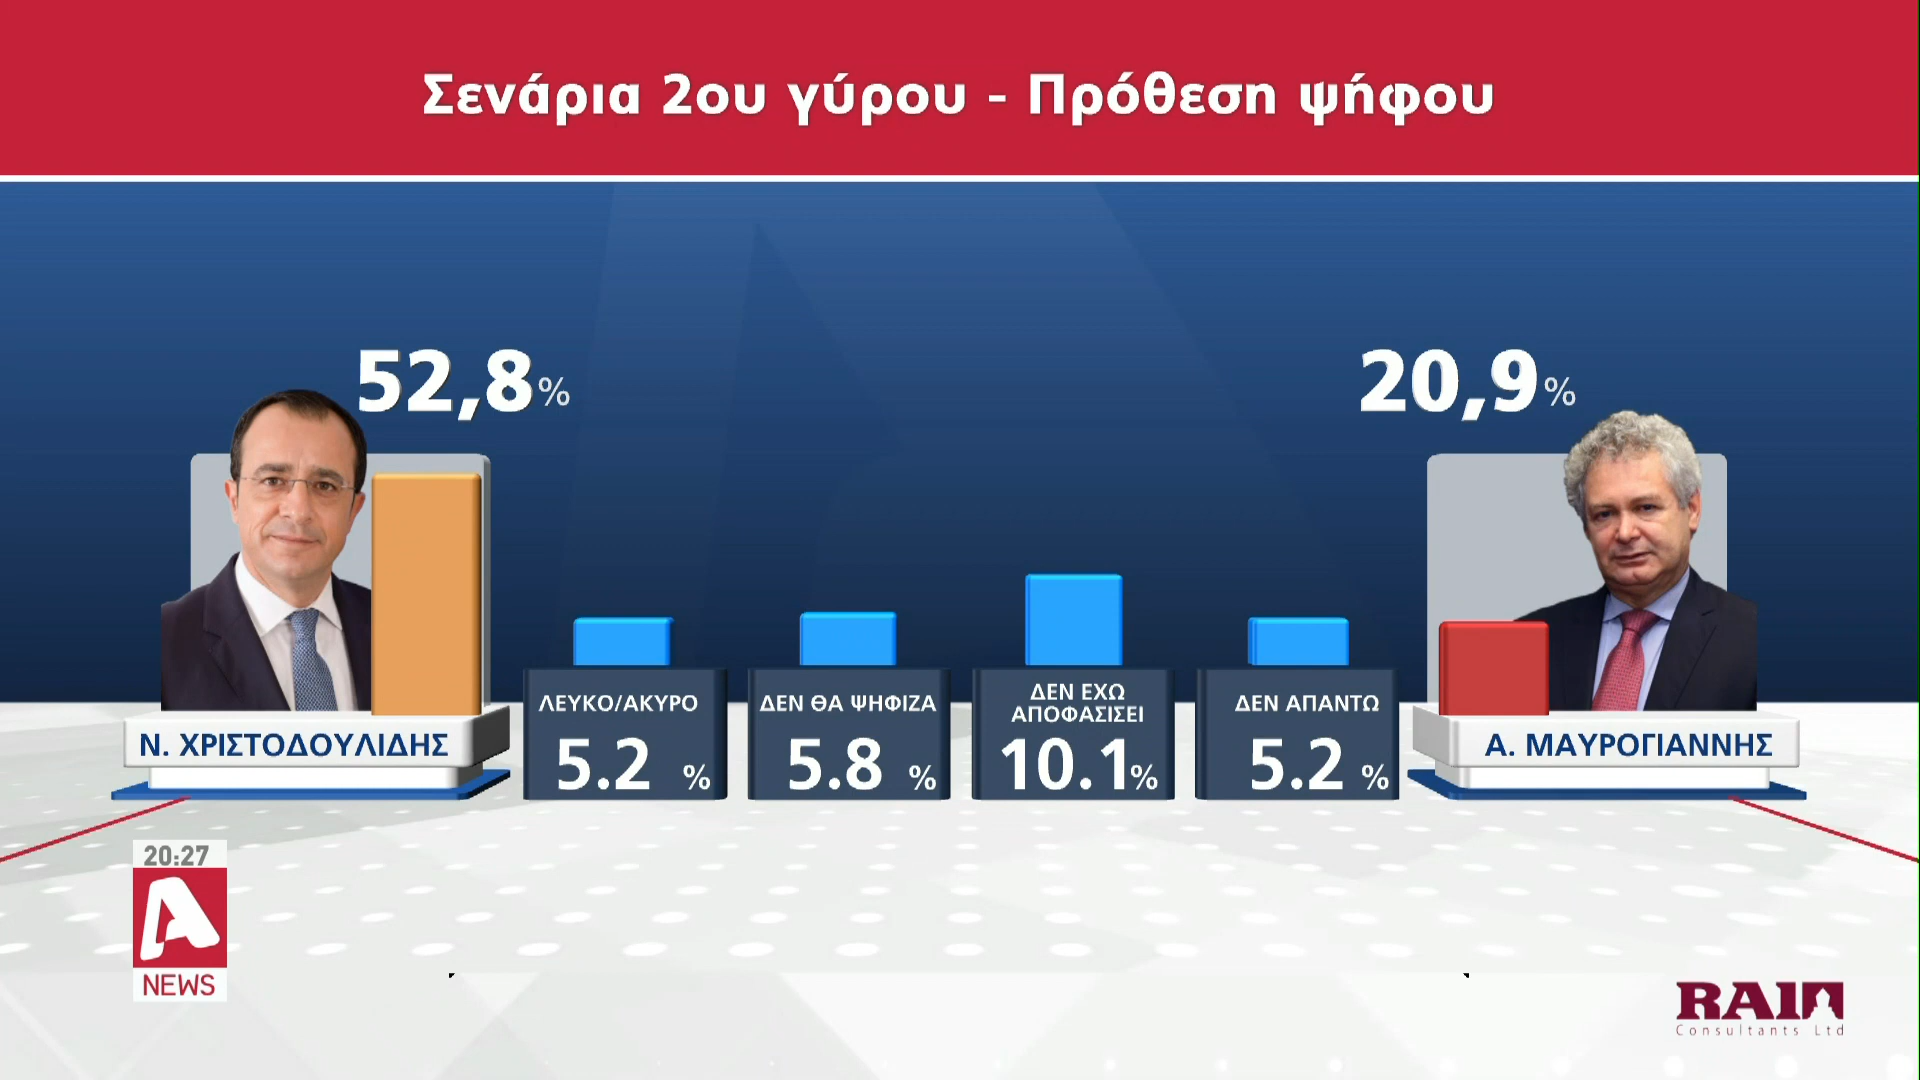 Σενάρια 2ου γύρου - Πρόθεση ψήφου
52,8%
20,9%
Ν. ΧΡΙΣΤΟΔΟΥΛΙΔΗΣ
ΛΕΥΚΟ/ΑΚΥΡΟ
5.2 %
ΔΕΝ ΘΑ ΨΗΦΙΖΑ
5.8 %
ΔΕΝ ΕΧΩ
ΑΠΟΦΑΣΙΣΕΙ
10.1%
ΔΕΝ ΑΠΑΝΤΩ
5.2 %
Α. ΜΑΥΡΟΓΙΑΝΝΗΣ
20:27
NEWS
RAI
Consultants Ltd